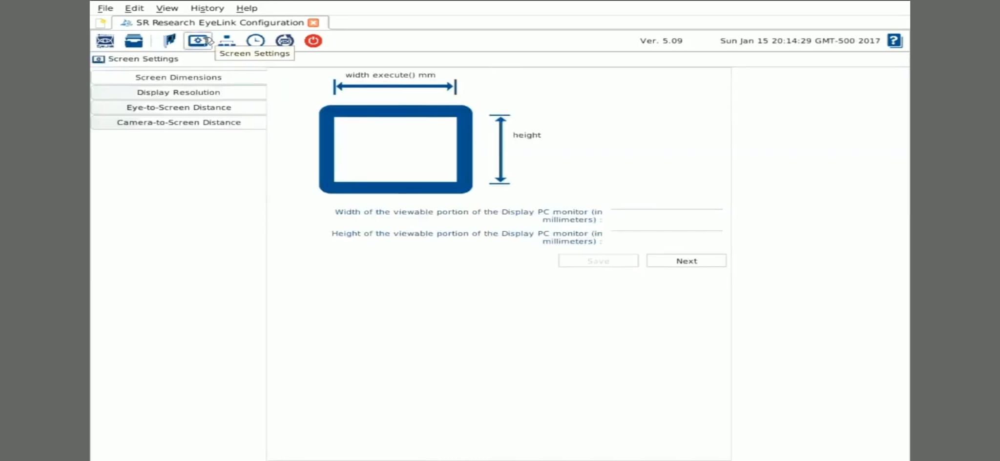 File Edit View History Help
SR Research EyeLink Configuration
Ver. 5.09 Sun Jan 15 20:14:29 GMT-500 2017 ?
Screen Settings
Screen Settings
Screen Dimensions
Display Resolution
Eye-to-Screen Distance
Camera-to-Screen Distance
width execute() mm
height
Width of the viewable portion of the Display PC monitor (in
millimeters) :
Height of the viewable portion of the Display PC monitor (in
millimeters) :
Save Next